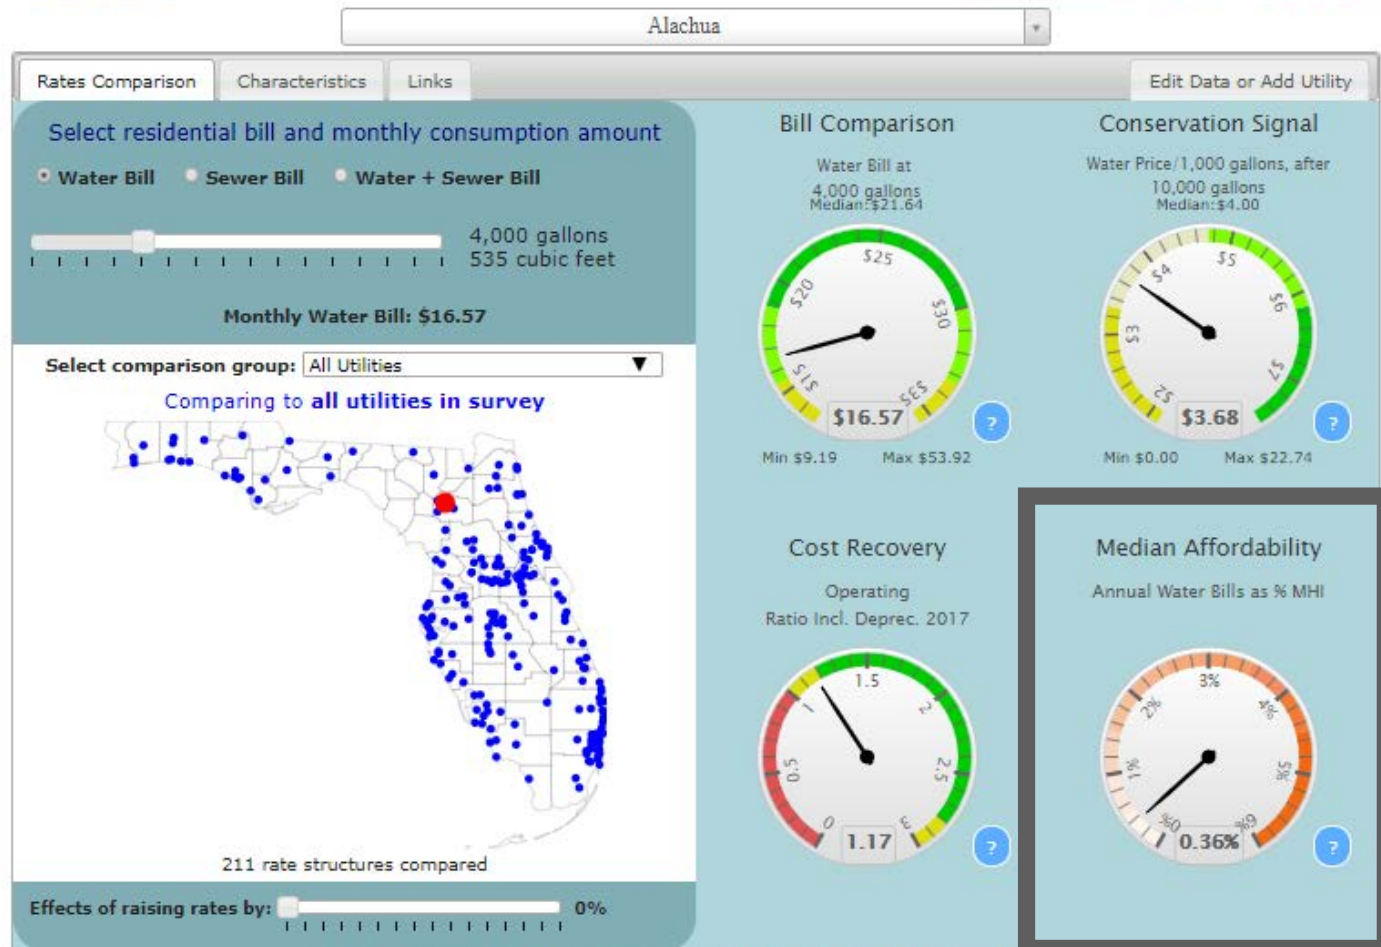 Alachua
Rates Comparison
Characteristics
Links
Edit Data or Add Utility
Select residential bill and monthly consumption amount
Water Bill
Sewer Bill
Water + Sewer Bill
4,000 gallons
535 cubic feet
Monthly Water Bill: $16.57
Select comparison group: All Utilities
Comparing to all utilities in survey
211 rate structures compared
Effects of raising rates by: 0%
Bill Comparison
Water Bill at
4,000 gallons
Median:$21.64
$15
$20
$25
$30
$35
$16.57
?
Min $9.19 Max $53.92
Conservation Signal
Water Price/1,000 gallons, after
10,000 gallons
Median:$4.00
$2
$3
$4
$5
$6
$7
$3.68
?
Min $0.00 Max $22.74
Cost Recovery
Operating
Ratio Incl. Deprec. 2017
0
0.5
1
1.5
2
2.5
3
1.17
?
Median Affordability
Annual Water Bills as % MHI
0%
1%
2%
3%
4%
5%
6%
0.36%
?